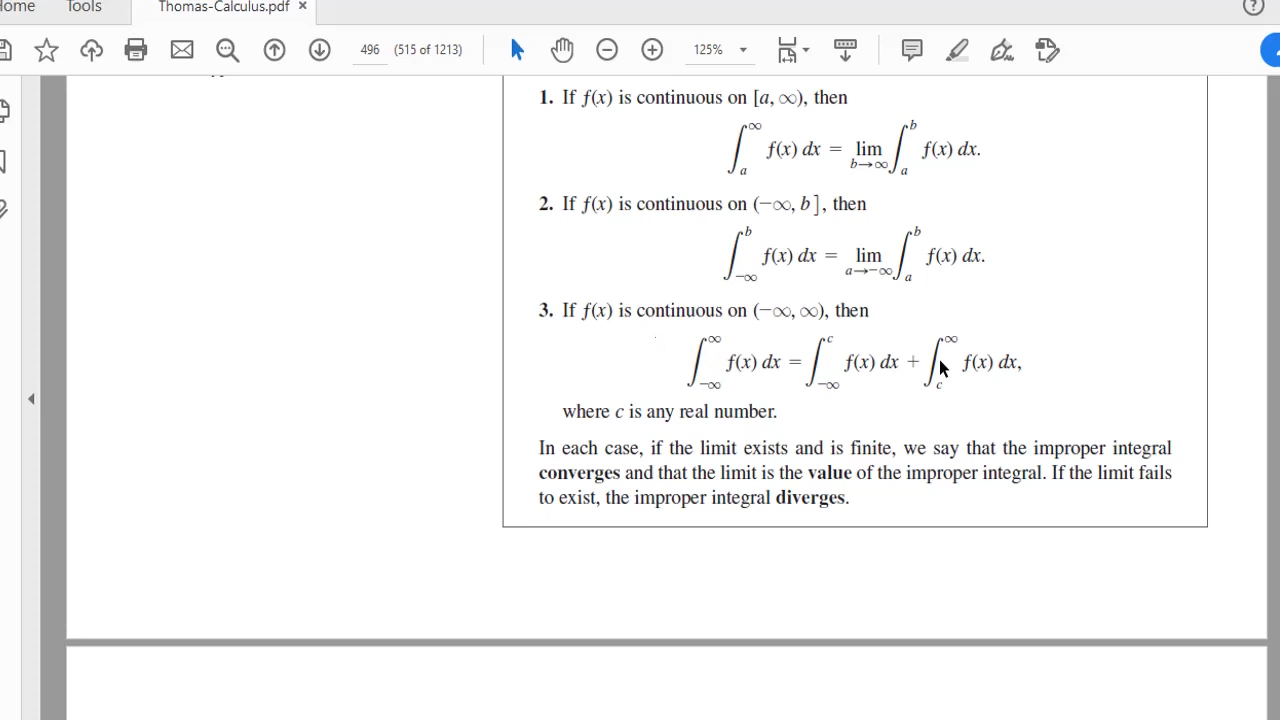 Home Tools Thomas-Calculus.pdf ×
496 (515 of 1213) 125%
1. If f(x) is continuous on [a, ∞), then
∫_a^∞ f(x) dx = lim_{b→∞} ∫_a^b f(x) dx.
2. If f(x) is continuous on (−∞, b], then
∫_{−∞}^b f(x) dx = lim_{a→−∞} ∫_a^b f(x) dx.
3. If f(x) is continuous on (−∞, ∞), then
∫_{−∞}^∞ f(x) dx = ∫_{−∞}^c f(x) dx + ∫_c^∞ f(x) dx,
where c is any real number.
In each case, if the limit exists and is finite, we say that the improper integral
converges and that the limit is the value of the improper integral. If the limit fails
to exist, the improper integral diverges.